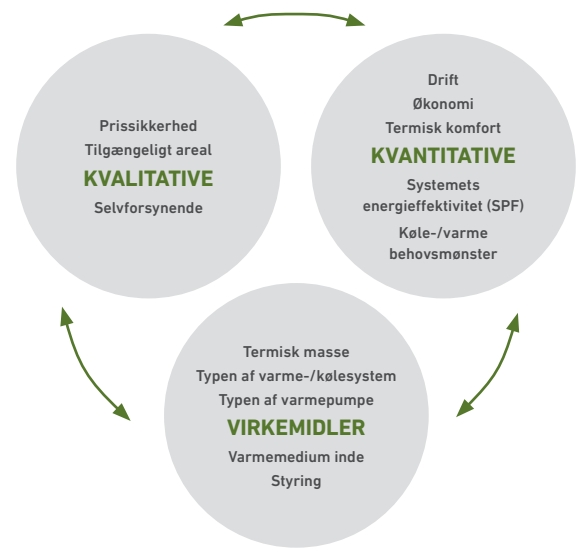 Prissikkerhed
Tilgængeligt areal
KVALITATIVE
Selvforsynende
Drift
Økonomi
Termisk komfort
KVANTITATIVE
Systemets
energieffektivitet (SPF)
Køle-/varme
behovsmønster
Termisk masse
Typen af varme-/kølesystem
Typen af varmepumpe
VIRKEMIDLER
Varmemedium inde
Styring